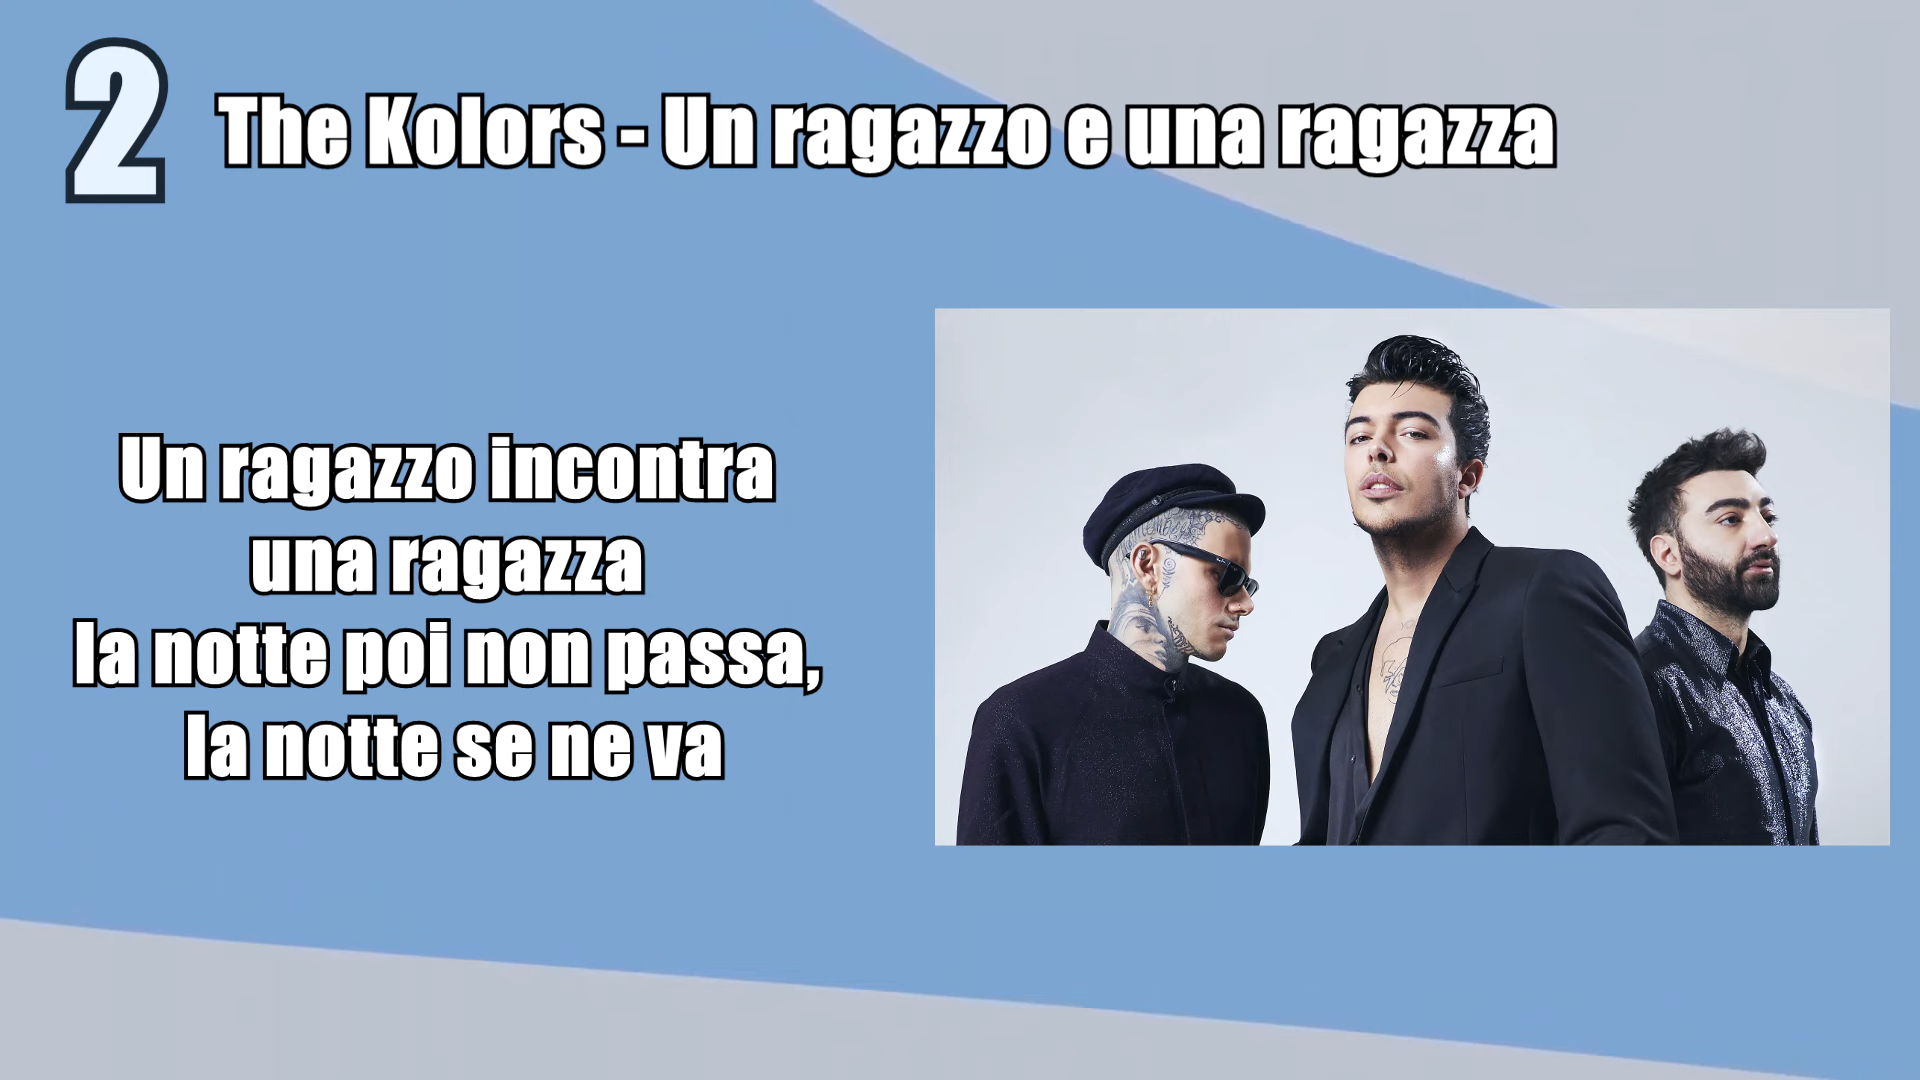 2
The Kolors - Un ragazzo e una ragazza
Un ragazzo incontra
una ragazza
la notte poi non passa,
la notte se ne va